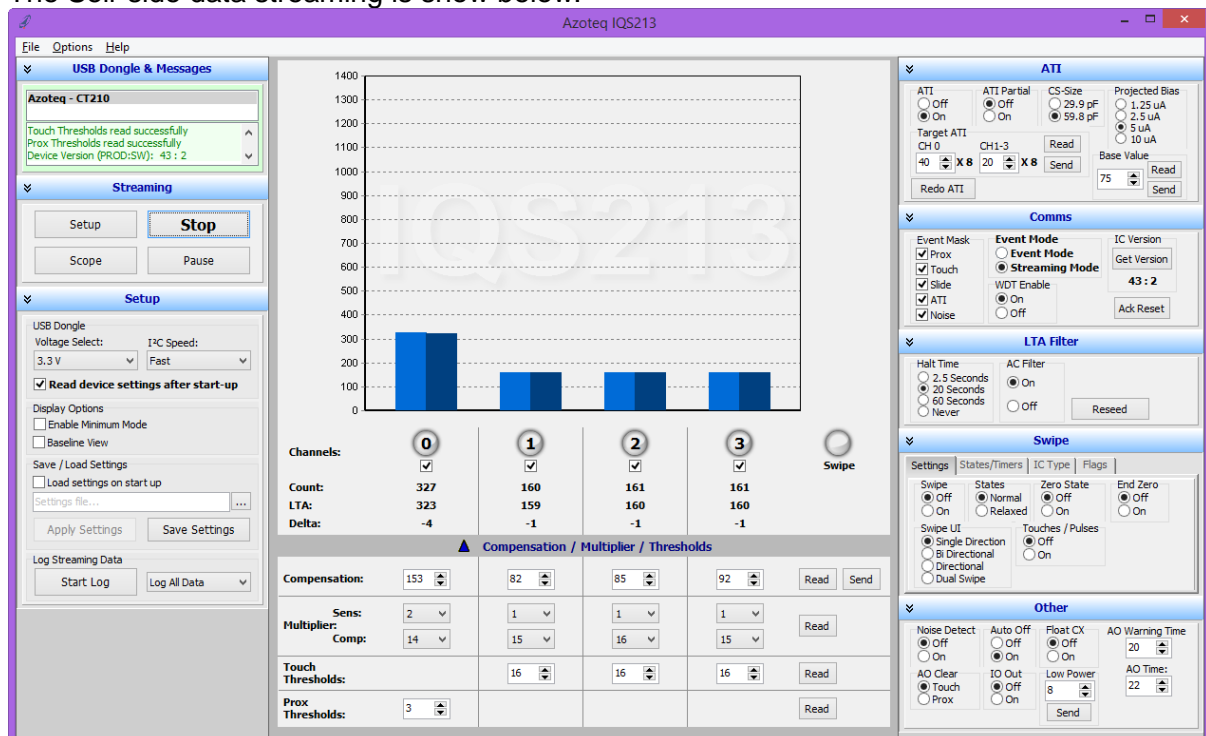 The Self-side data streaming is show below.
Azoteq IQS213
File Options Help
USB Dongle & Messages
Azoteq - CT210
Touch Thresholds read successfully
Prox Thresholds read successfully
Device Version (PROD:SW): 43 : 2
Streaming
Setup Stop
Scope Pause
Setup
USB Dongle
Voltage Select: I²C Speed:
3.3 V Fast
Read device settings after start-up
Display Options
Enable Minimum Mode
Baseline View
Save / Load Settings
Load settings on start up
Settings file... ...
Apply Settings Save Settings
Log Streaming Data
Start Log Log All Data
1400
1300
1200
1100
1000
900
800
700
600
500
400
300
200
100
0
IQS213
Channels: 0 1 2 3 Swipe
Count: 327 160 161 161
LTA: 323 159 160 160
Delta: -4 -1 -1 -1
Compensation / Multiplier / Thresholds
Compensation: 153 82 85 92 Read Send
Sens: 2 1 1 1
Multiplier: Read
Comp: 14 15 16 15
Touch
Thresholds: 16 16 16 Read
Prox
Thresholds: 3 Read
ATI
ATI ATI Partial CS-Size Projected Bias
Off Off 29.9 pF 1.25 uA
On On 59.8 pF 2.5 uA
5 uA
10 uA
Target ATI
CH 0 CH1-3 Read
40 X 8 20 X 8 Send
Base Value
75 Read
Send
Redo ATI
Comms
Event Mask Event Mode IC Version
Prox Event Mode Get Version
Touch Streaming Mode
Slide WDT Enable 43 : 2
ATI On
Noise Off Ack Reset
LTA Filter
Halt Time AC Filter
2.5 Seconds On
20 Seconds
60 Seconds Off
Never Reseed
Swipe
Settings States/Timers IC Type Flags
Swipe States Zero State End Zero
Off Normal Off Off
On Relaxed On On
Swipe UI Touches / Pulses
Single Direction Off
Bi Directional On
Directional
Dual Swipe
Other
Noise Detect Auto Off Float CX AO Warning Time
Off Off Off 20
On On On
AO Clear IO Out Low Power AO Time:
Touch Off 8 22
Prox On Send